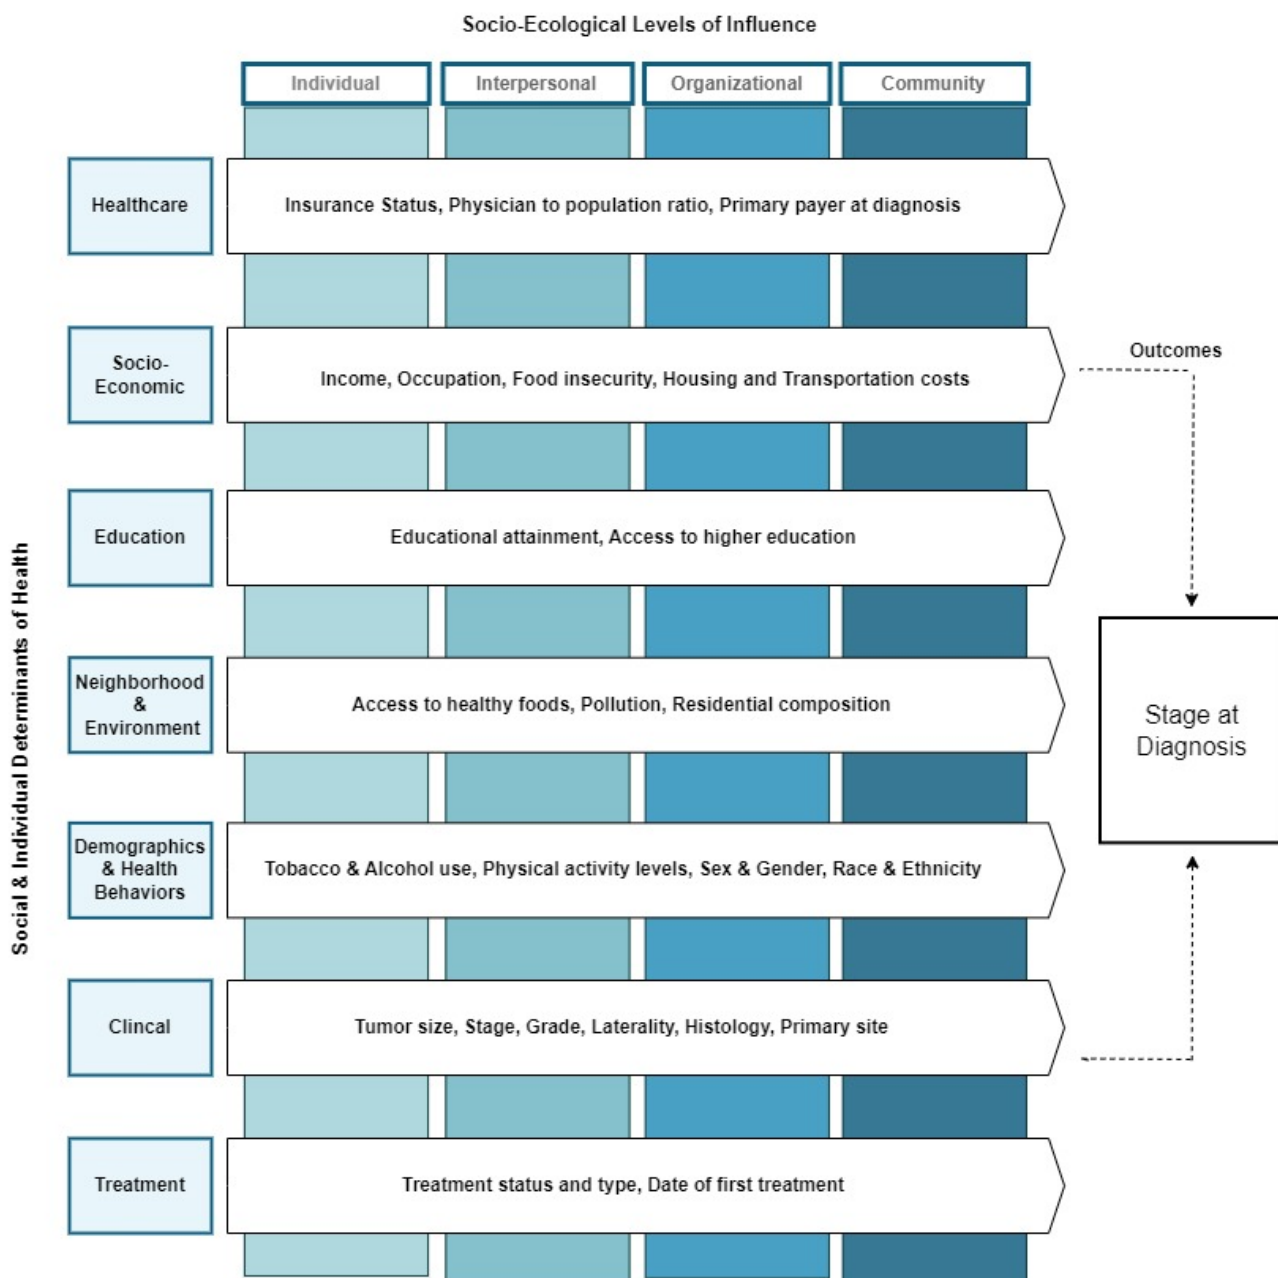 Socio-Ecological Levels of Influence
Individual
Interpersonal
Organizational
Community
Healthcare
Insurance Status, Physician to population ratio, Primary payer at diagnosis
Socio-
Economic
Income, Occupation, Food insecurity, Housing and Transportation costs
Outcomes
Education
Educational attainment, Access to higher education
Social & Individual Determinants of Health
Neighborhood
&
Environment
Access to healthy foods, Pollution, Residential composition
Stage at
Diagnosis
Demographics
& Health
Behaviors
Tobacco & Alcohol use, Physical activity levels, Sex & Gender, Race & Ethnicity
Clincal
Tumor size, Stage, Grade, Laterality, Histology, Primary site
Treatment
Treatment status and type, Date of first treatment